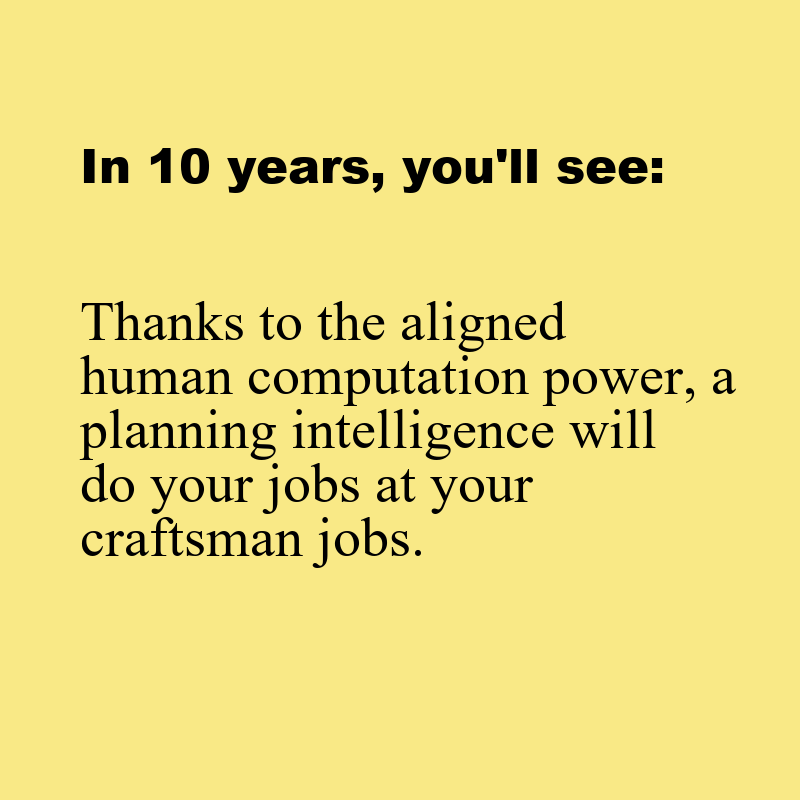 In 10 years, you'll see:
Thanks to the aligned
human computation power, a
planning intelligence will
do your jobs at your
craftsman jobs.